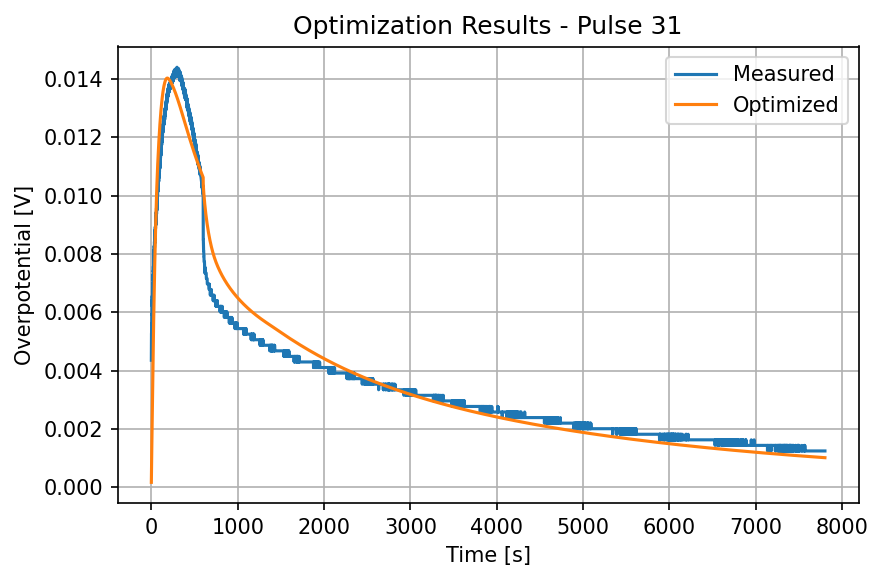 Optimization Results - Pulse 31
Measured
Optimized
0.014
0.012
0.010
0.008
0.006
0.004
0.002
0.000
Overpotential [V]
0 1000 2000 3000 4000 5000 6000 7000 8000
Time [s]